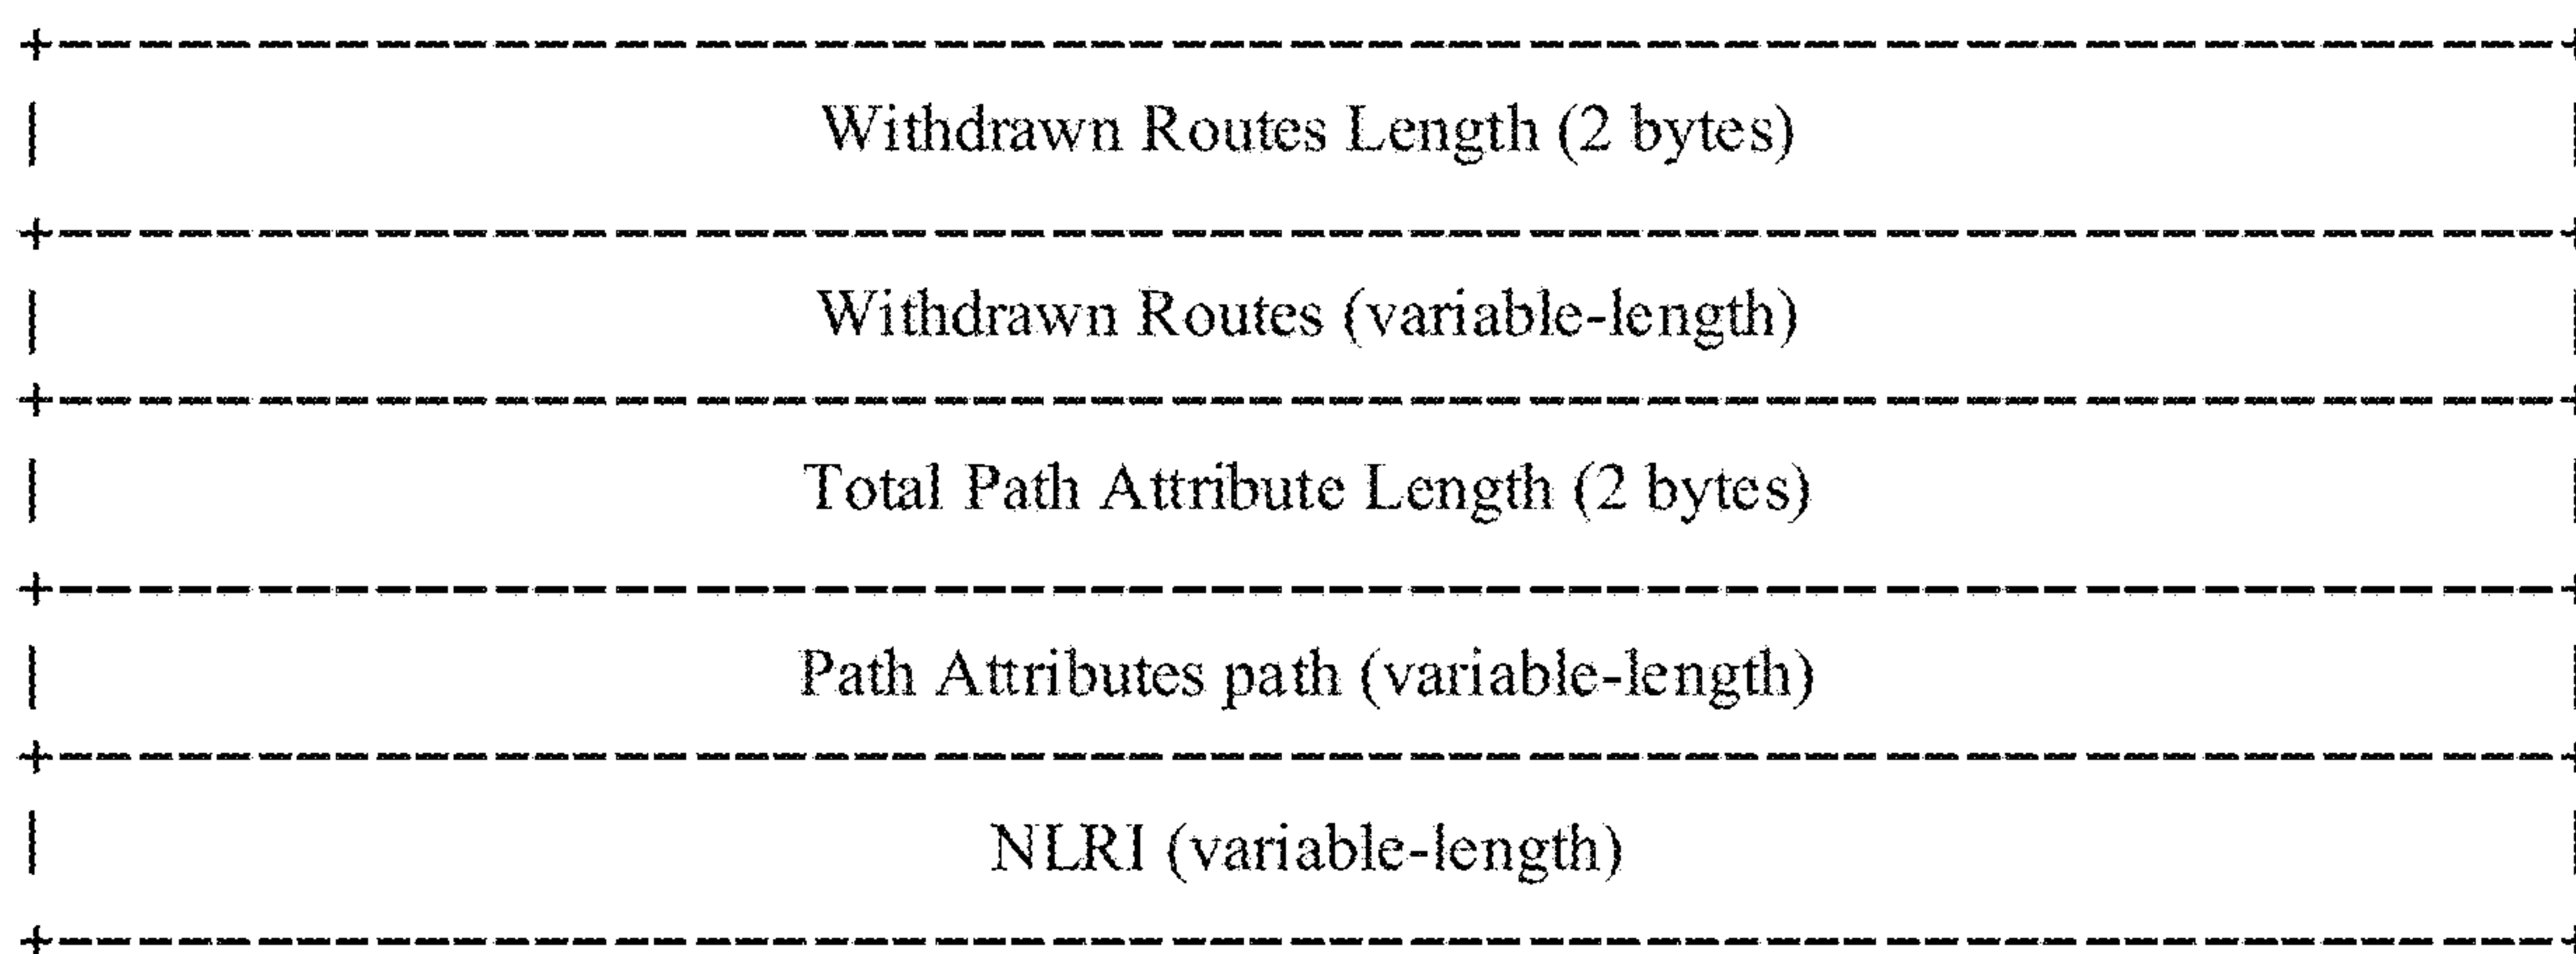 Withdrawn Routes Length (2 bytes)
Withdrawn Routes (variable-length)
Total Path Attribute Length (2 bytes)
Path Attributes path (variable-length)
NLRI (variable-length)